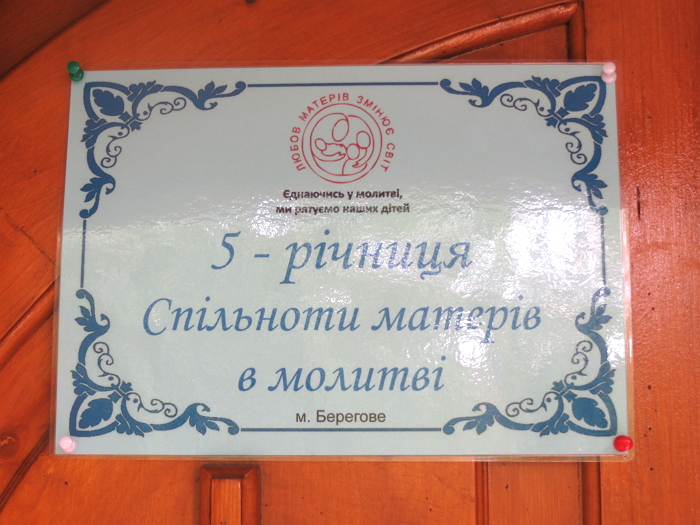 ЛЮБОВ МАТЕРІВ ЗМІНЮЄ СВІТ
Єднаючись у молитві,
ми рятуємо наших дітей
5 - річниця
Спільноти матерів
в молитві
м. Берегове